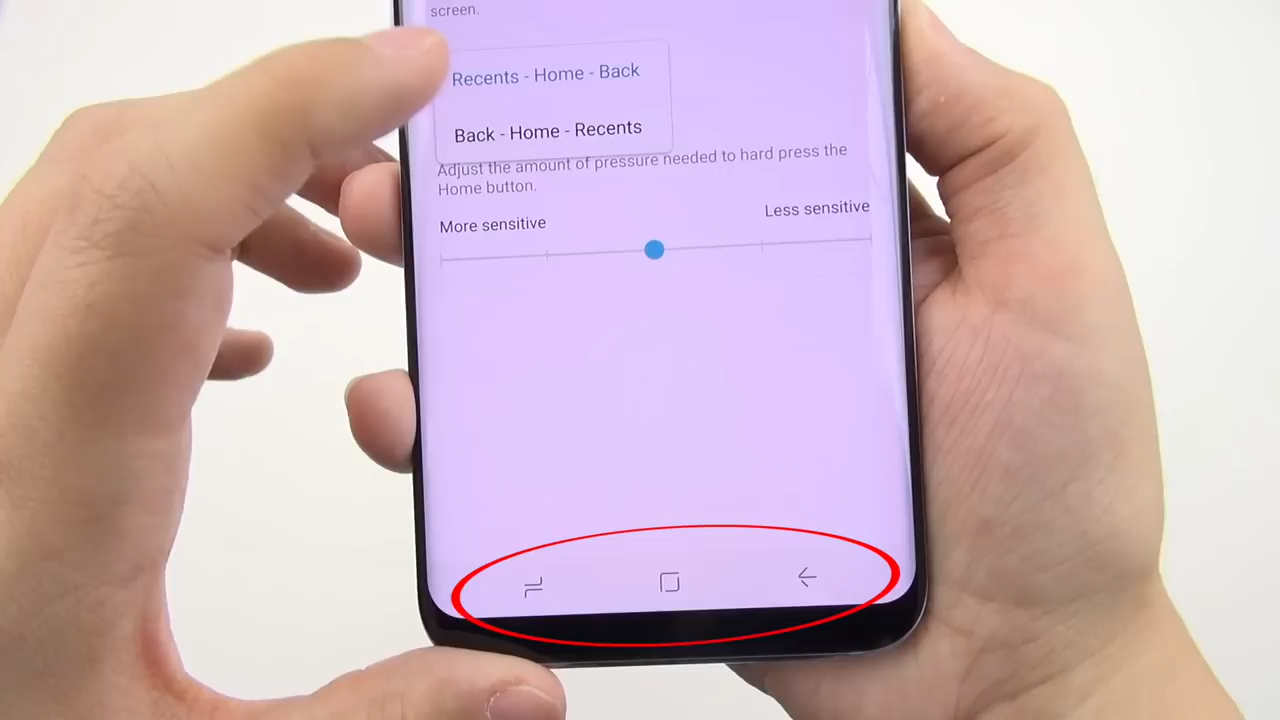 screen.
Recents - Home - Back
Back - Home - Recents
Adjust the amount of pressure needed to hard press the
Home button.
More sensitive
Less sensitive